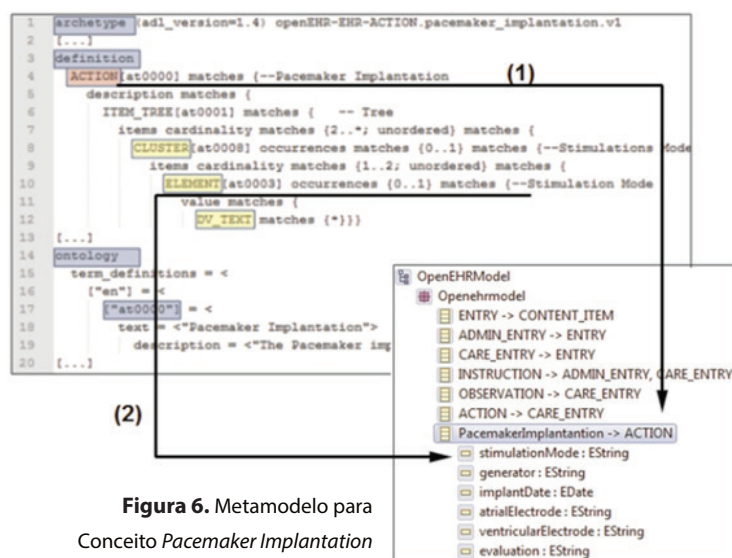 1 archetype (adl_version=1.4) openEHR-EHR-ACTION.pacemaker_implantation.v1
2 [...]
3 definition
4 ACTION[at0000] matches {--Pacemaker Implantation
5 description matches {
6 ITEM_TREE[at0001] matches { -- Tree
7 items cardinality matches {2..*; unordered} matches {
8 CLUSTER[at0008] occurrences matches {0..1} matches {--Stimulations Mode
9 items cardinality matches {1..2; unordered} matches {
10 ELEMENT[at0003] occurrences {0..1} matches {--Stimulation Mode
11 value matches {
12 DV_TEXT matches {*}}}
13 [...]
14 ontology
15 term_definitions = <
16 ["en"] = <
17 ["at0000"] = <
18 text = <"Pacemaker Implantation">
19 description = <"The Pacemaker imp
20 [...]
(1)
(2)
OpenEHRModel
Openehrmodel
ENTRY -> CONTENT_ITEM
ADMIN_ENTRY -> ENTRY
CARE_ENTRY -> ENTRY
INSTRUCTION -> ADMIN_ENTRY, CARE_ENTRY
OBSERVATION -> CARE_ENTRY
ACTION -> CARE_ENTRY
PacemakerImplantantion -> ACTION
stimulationMode : EString
generator : EString
implantDate : EDate
atrialElectrode : EString
ventricularElectrode : EString
evaluation : EString
Figura 6. Metamodelo para
Conceito Pacemaker Implantation